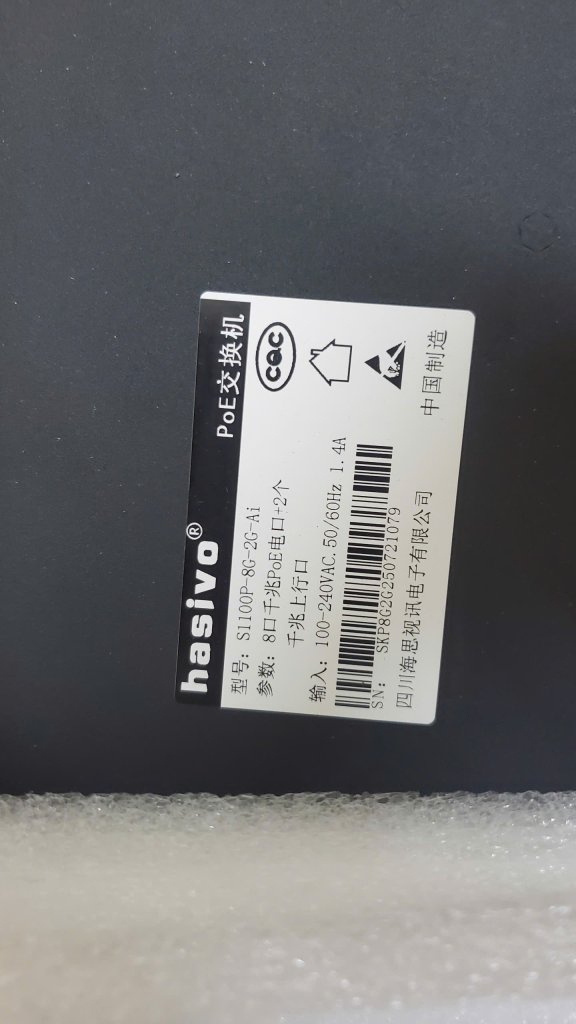 hasivo® PoE交换机
型号: S1100P-8G-2G-Ai
参数: 8口千兆PoE电口+2个
千兆上行口
输入: 100-240VAC.50/60Hz 1.4A
SN: SKP8G2G250721079
四川海思视讯电子有限公司
CQC
中国制造